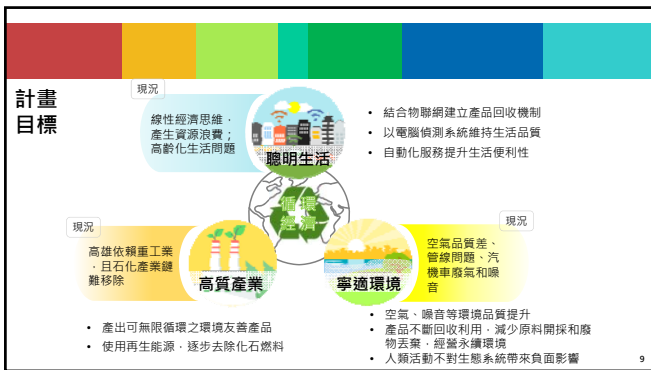 計畫
目標
現況
線性經濟思維，
產生資源浪費；
高齡化生活問題
聰明生活
• 結合物聯網建立產品回收機制
• 以電腦偵測系統維持生活品質
• 自動化服務提升生活便利性
循環
經濟
現況
高雄依賴重工業
，且石化產業鏈
難移除
高質產業
• 產出可無限循環之環境友善產品
• 使用再生能源，逐步去除化石燃料
現況
空氣品質差、
管線問題、汽
機車廢氣和噪
音
寧適環境
• 空氣、噪音等環境品質提升
• 產品不斷回收利用，減少原料開採和廢
物丟棄，經營永續環境
• 人類活動不對生態系統帶來負面影響
9